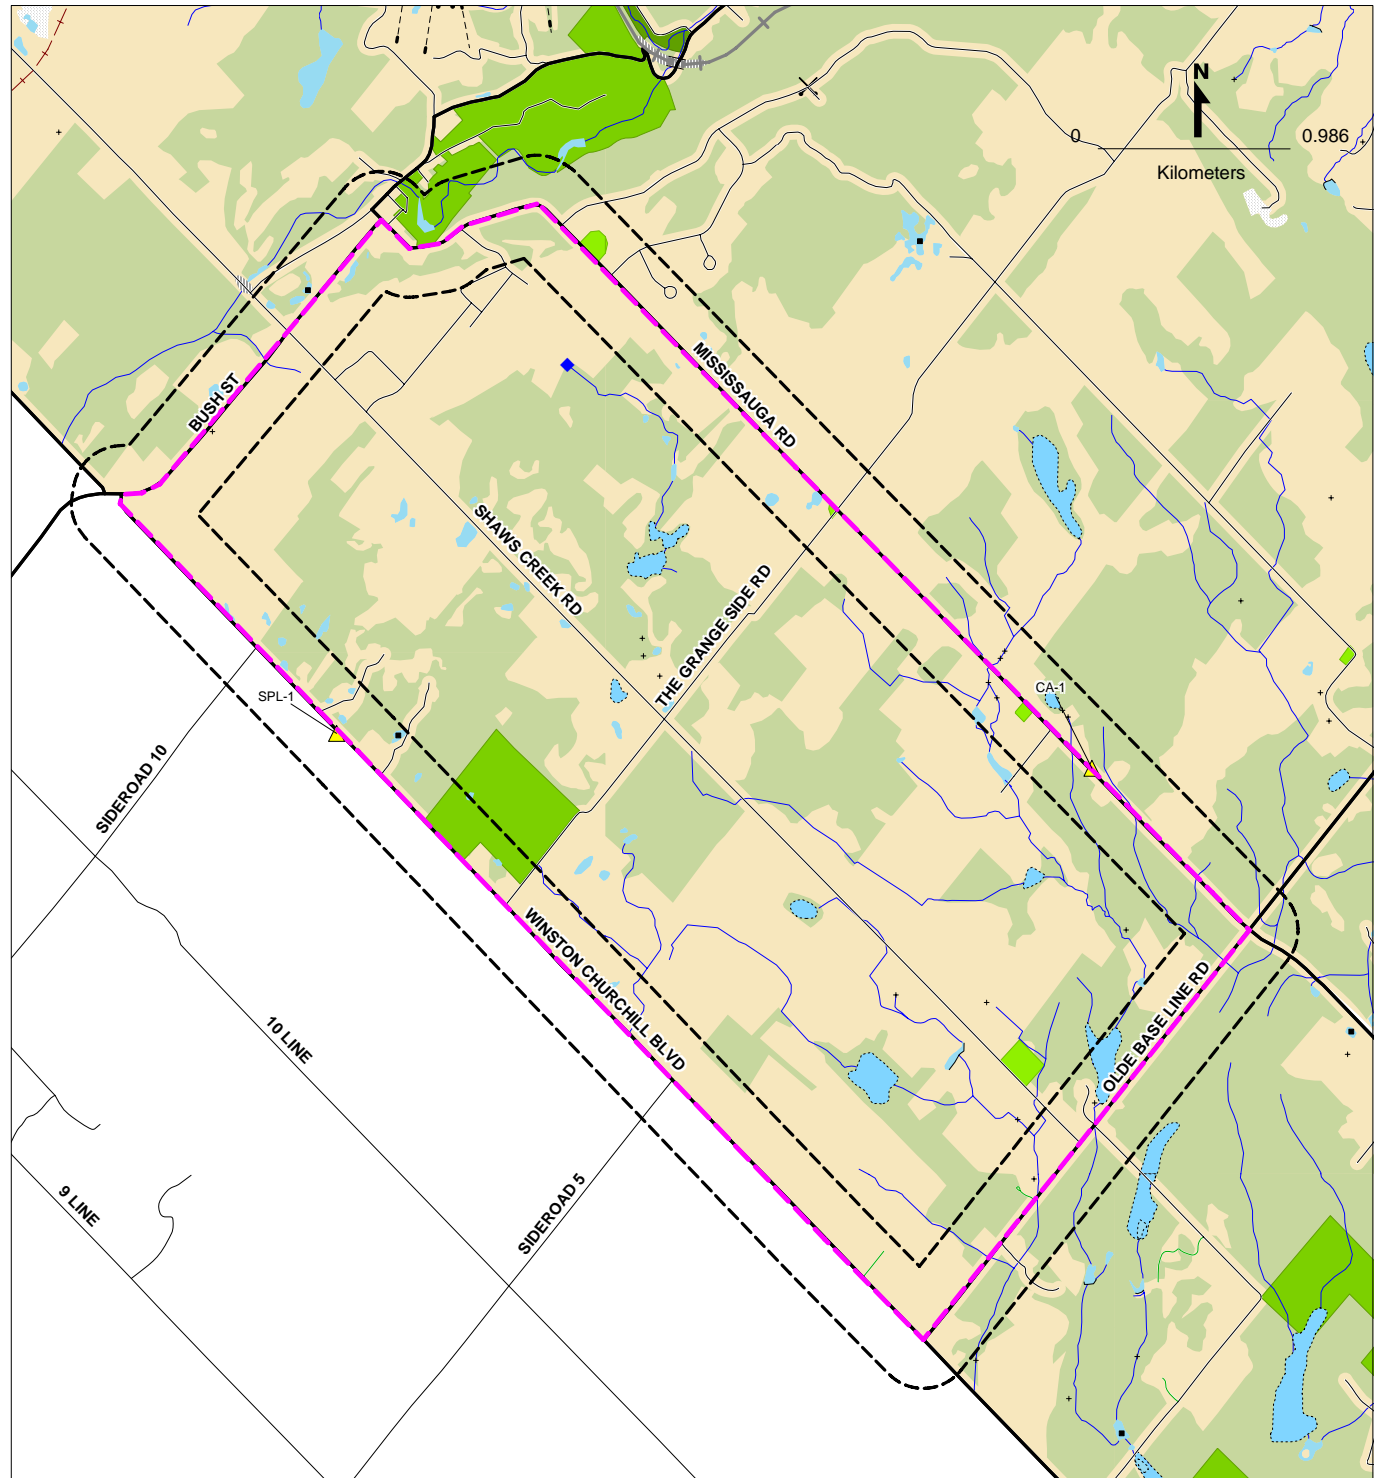 N
0 0.986
Kilometers
BUSH ST
MISSISSAUGA RD
SHAWS CREEK RD
THE GRANGE SIDE RD
SPL-1
CA-1
SIDEROAD 10
WINSTON CHURCHILL BLVD
OLDE BASE LINE RD
10 LINE
SIDEROAD 5
9 LINE